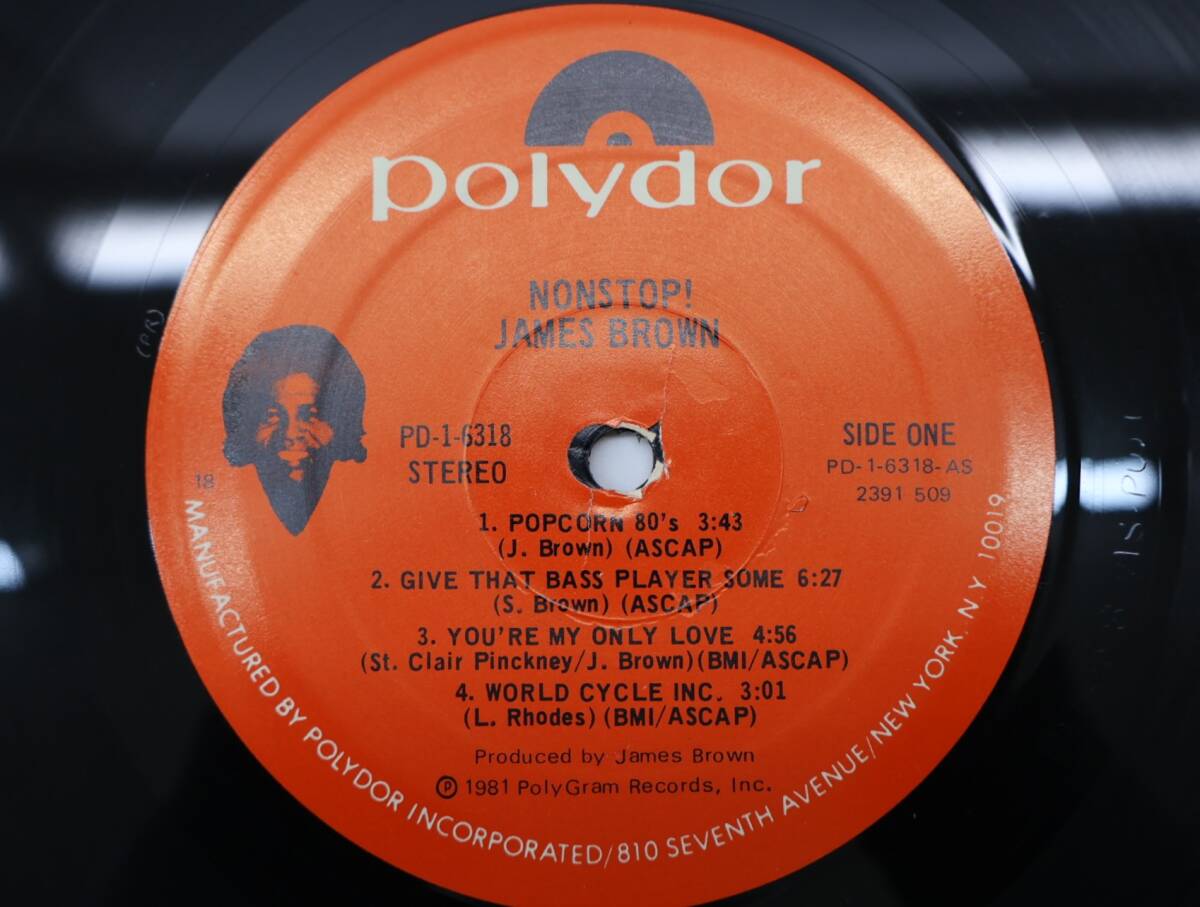 polydor
NONSTOP!
JAMES BROWN
PD-1-6318
STEREO
SIDE ONE
PD-1-6318-AS
2391 509
18
1. POPCORN 80's 3:43
(J. Brown) (ASCAP)
2. GIVE THAT BASS PLAYER SOME 6:27
(S. Brown) (ASCAP)
3. YOU'RE MY ONLY LOVE 4:56
(St. Clair Pinckney/J. Brown)(BMI/ASCAP)
4. WORLD CYCLE INC. 3:01
(L. Rhodes) (BMI/ASCAP)
Produced by James Brown
℗ 1981 PolyGram Records, Inc.
MANUFACTURED BY POLYDOR INCORPORATED/810 SEVENTH AVENUE/NEW YORK. N Y 10019
(PR)